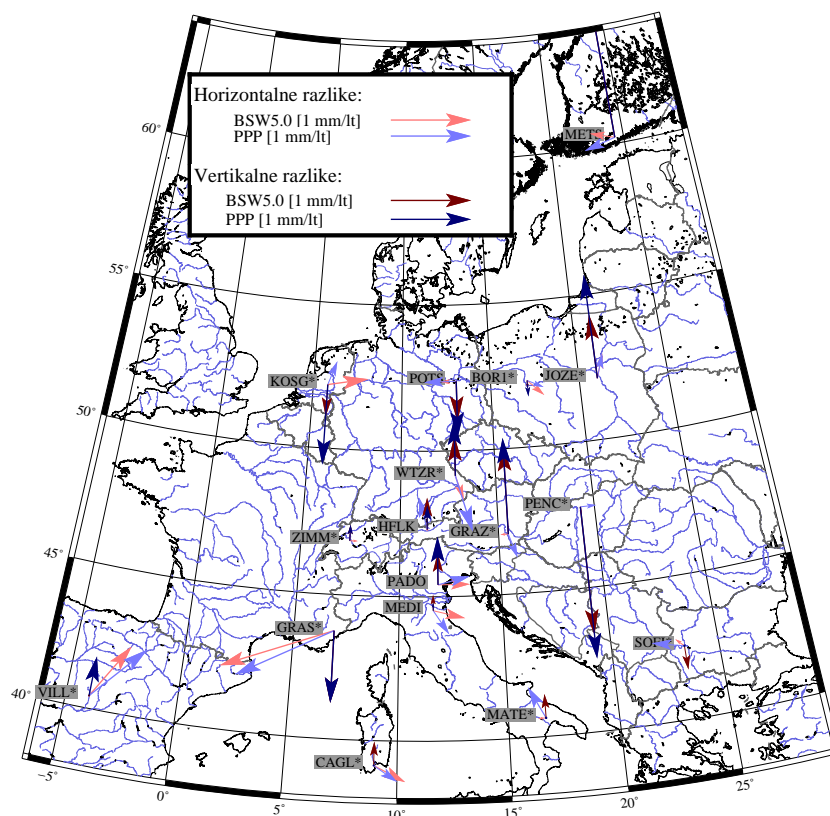 Horizontalne razlike:
BSW5.0 [1 mm/lt]
PPP [1 mm/lt]
Vertikalne razlike:
BSW5.0 [1 mm/lt]
PPP [1 mm/lt]
60˚
MET
55˚
KOSG*
POTS
BORI*
JOZE*
50˚
WTZR*
PENC*
HFLK
GRAZ*
ZIMM*
45˚
PADO
MEDI
GRAS*
SOFI*
VILL*
40˚
MATE*
CAGL*
−5˚
0˚
5˚
10˚
15˚
20˚
25˚